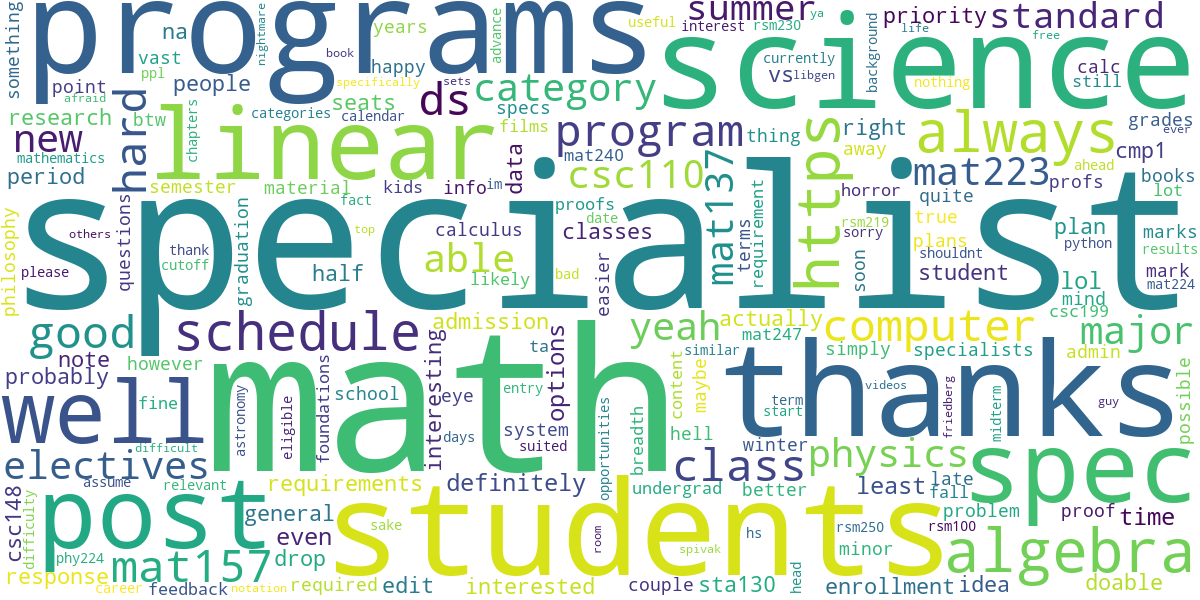 programs
summer
science
standard
priority
something
na
vast
ppl
years
happy
nightmare
book
advance
useful
interest
ya
rsm230
life
free
background
currently
libgen
vs
calc
still
people
point
afraid
btw
research
new
mathematics
period
hard
linear
chapters
seats
categories
calendar
ds
category
specs
films
specifically
sets
program
mat240
thing
right
away
always
nothing
grades
ever
cmp1
ahead
books
lot
profs
mat223
quite
horror
rsm219
true
sorry
shouldnt
plans
plan
python
marks
results
mark
mat224
semester
material
fact
kids
info
im
data
csc110
proofs
date
classes
calculus
top
mat137
terms
requirement
https
soon
student
lol
mind
csc199
specialist
philosophy
others
please
questions
thank
cutoff
graduation
half
able
likely
bad
easier
good
note
however
probably
schedule
admission
interesting
ta
options
yeah
actually
mat247
similar
computer
simply
specialists
major
admin
possible
well
fine
difficult
astronomy
eligible
foundations
school
eye
days
entry
system
suited
math
opportunities
breadth
content
maybe
hell
thanks
videos
term
start
friedberg
midterm
guy
winter
electives
assume
relevant
requirements
definitely
undergrad
better
class
physics
least
late
fall
spec
problem
proof
time
csc148
difficulty
post
general
even
sake
students
room
spivak
hs
head
rsm250
rsm100
minor
algebra
phy224
mat157
drop
response
career
feedback
notation
required
edit
interested
couple
sta130
enrollment
idea
doable